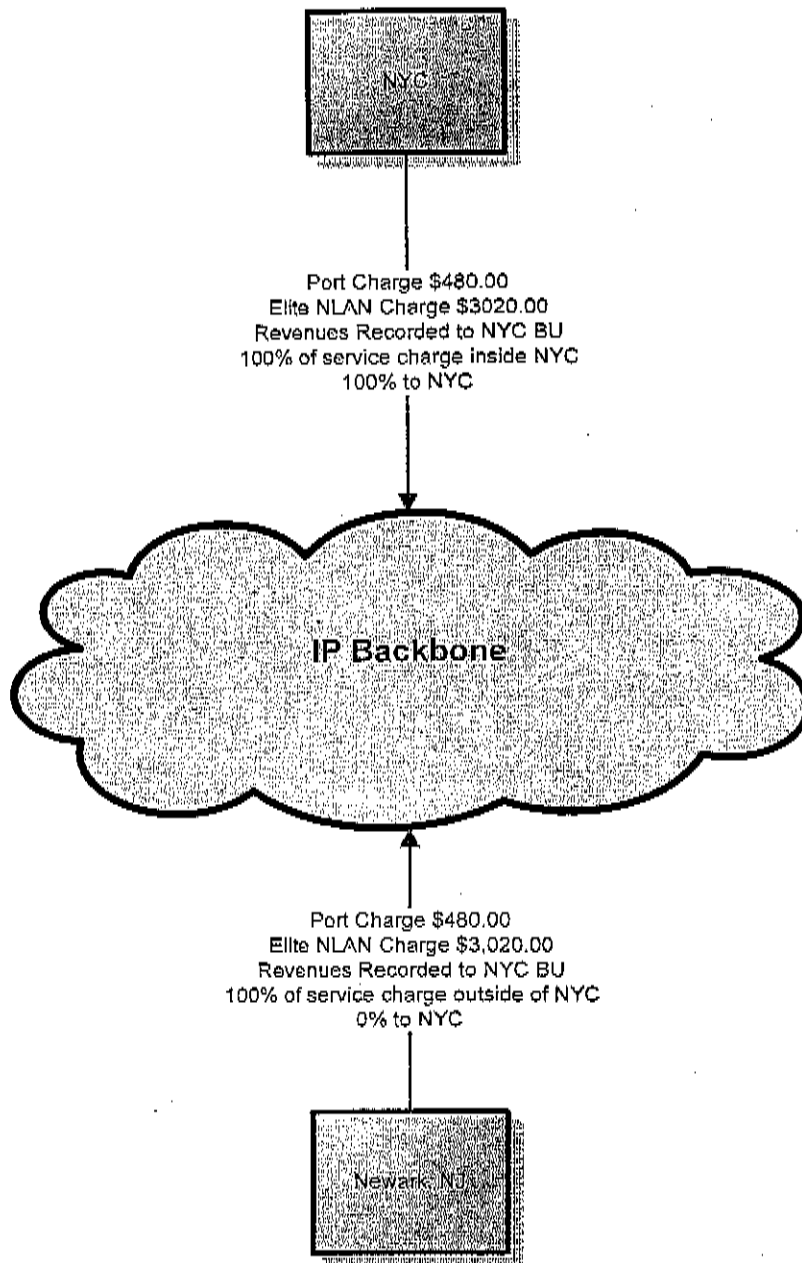 NYC
Port Charge $480.00
Elite NLAN Charge $3020.00
Revenues Recorded to NYC BU
100% of service charge inside NYC
100% to NYC
IP Backbone
Port Charge $480.00
Elite NLAN Charge $3,020.00
Revenues Recorded to NYC BU
100% of service charge outside of NYC
0% to NYC
Newark, NJ